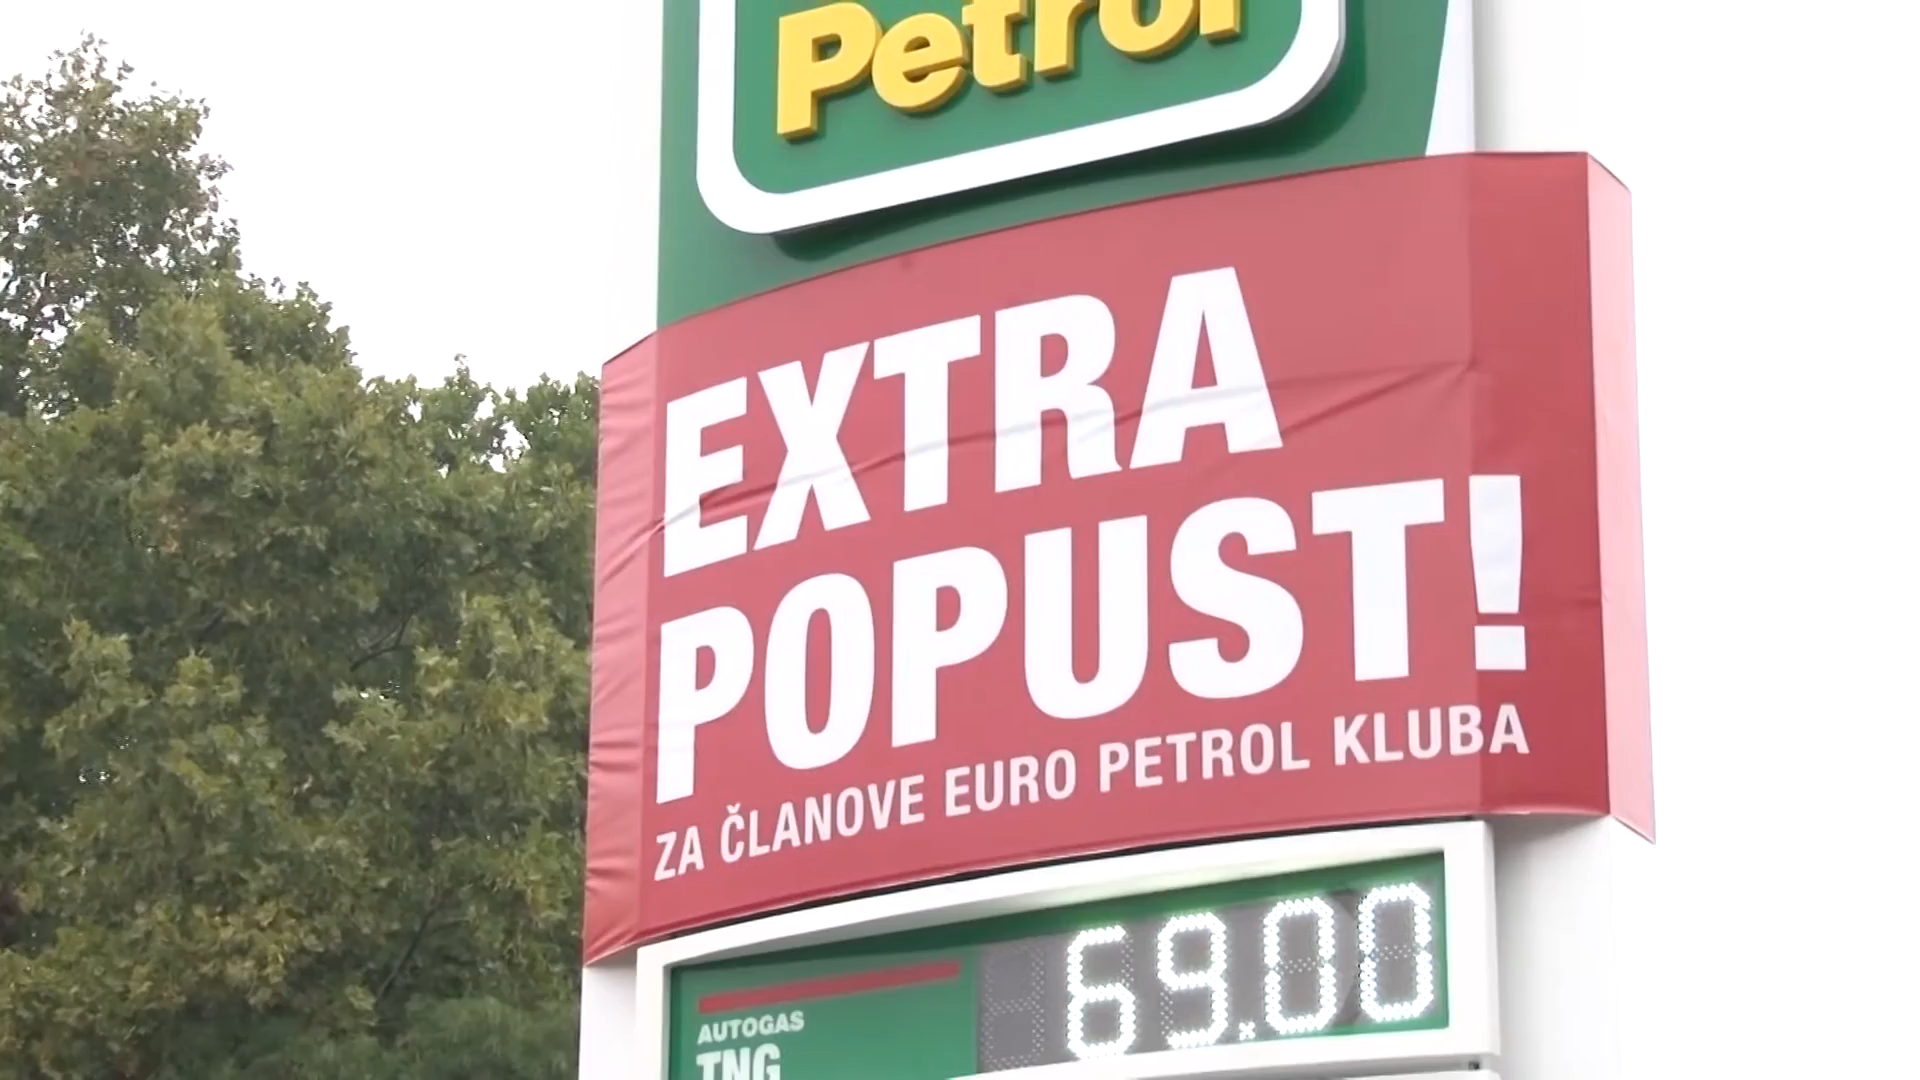 Petrol
EXTRA
POPUST!
ZA ČLANOVE EURO PETROL KLUBA
69.00
AUTOGAS
TNG